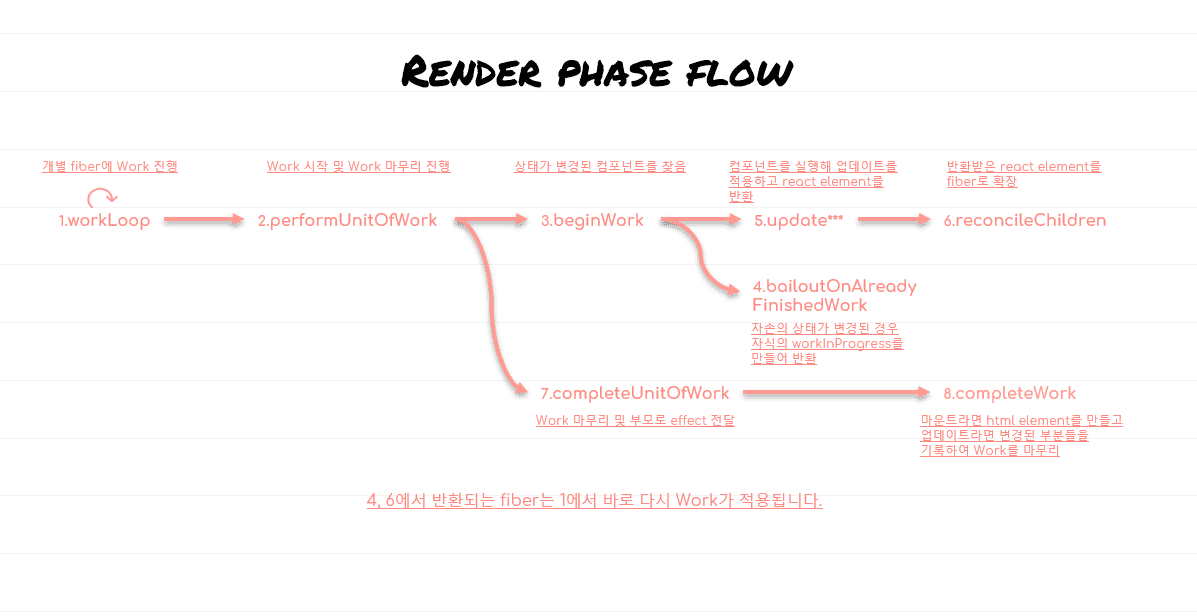 RENDER PHASE FLOW
개별 fiber에 Work 진행
1.workLoop
Work 시작 및 Work 마무리 진행
2.performUnitOfWork
상태가 변경된 컴포넌트를 찾음
3.beginWork
컴포넌트를 실행해 업데이트를
적용하고 react element를
반환
5.update***
반환받은 react element를
fiber로 확장
6.reconcileChildren
4.bailoutOnAlready
FinishedWork
자손의 상태가 변경된 경우
자식의 workInProgress를
만들어 반환
7.completeUnitOfWork
Work 마무리 및 부모로 effect 전달
8.completeWork
마운트라면 html element를 만들고
업데이트라면 변경된 부분들을
기록하여 Work를 마무리
4, 6에서 반환되는 fiber는 1에서 바로 다시 Work가 적용됩니다.